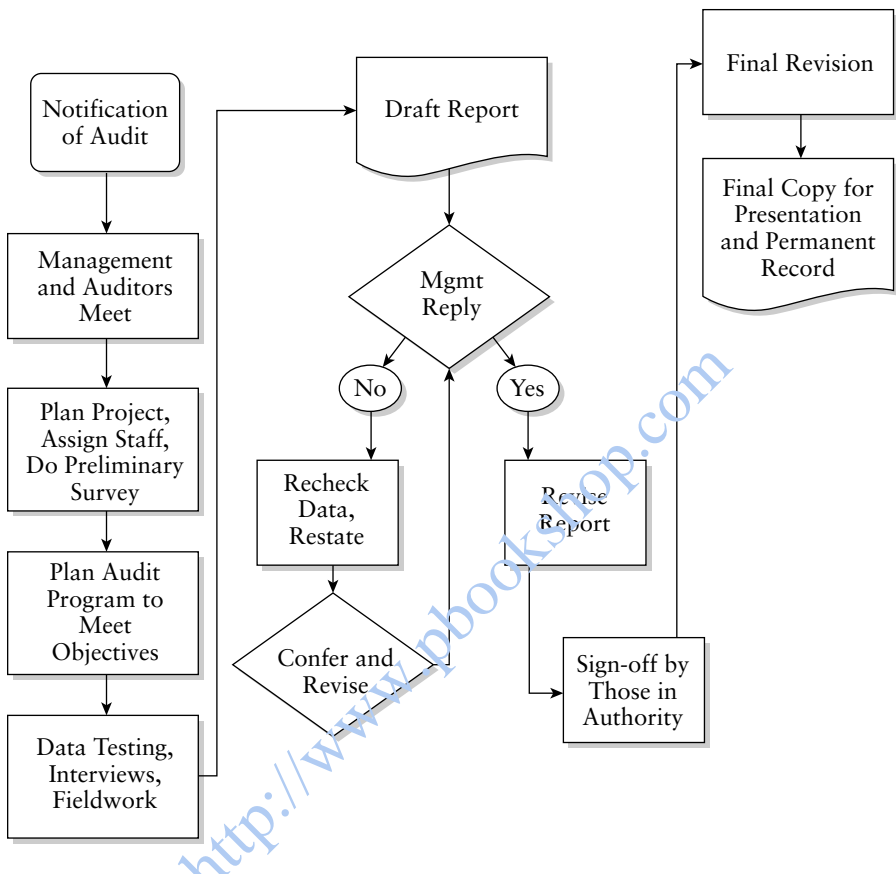 Notification
of Audit
Management
and Auditors
Meet
Plan Project,
Assign Staff,
Do Preliminary
Survey
Plan Audit
Program to
Meet
Objectives
Data Testing,
Interviews,
Fieldwork
Draft Report
Mgmt
Reply
No
Yes
Recheck
Data,
Restate
Confer and
Revise
Revise
Report
Sign-off by
Those in
Authority
Final Revision
Final Copy for
Presentation
and Permanent
Record
http://www.pbookshop.com